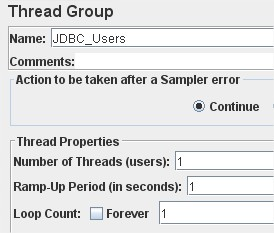 Thread Group
Name: JDBC_Users
Comments:
Action to be taken after a Sampler error
Continue
Thread Properties
Number of Threads (users): 1
Ramp-Up Period (in seconds): 1
Loop Count: Forever 1